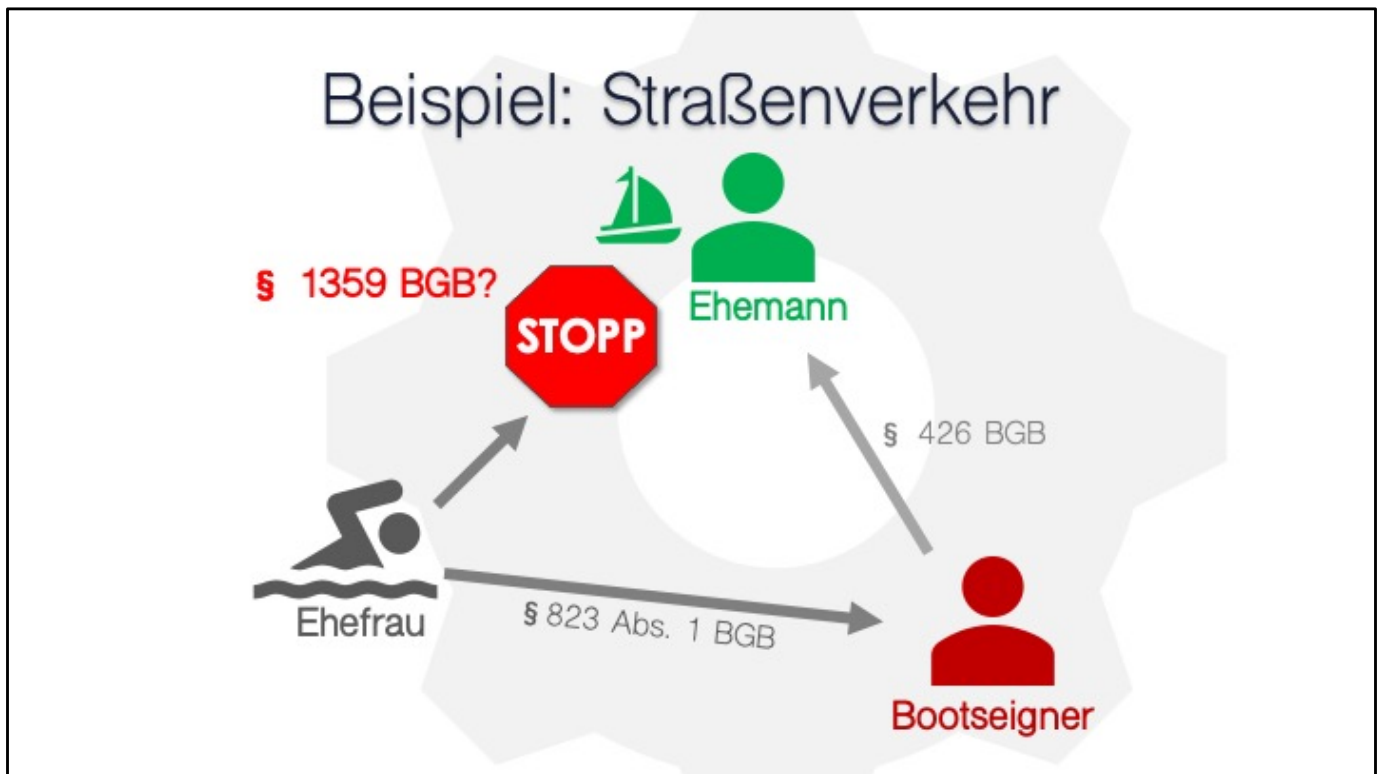 Beispiel: Straßenverkehr
§ 1359 BGB?
STOPP
Ehemann
§ 426 BGB
Ehefrau
§ 823 Abs. 1 BGB
Bootseigner